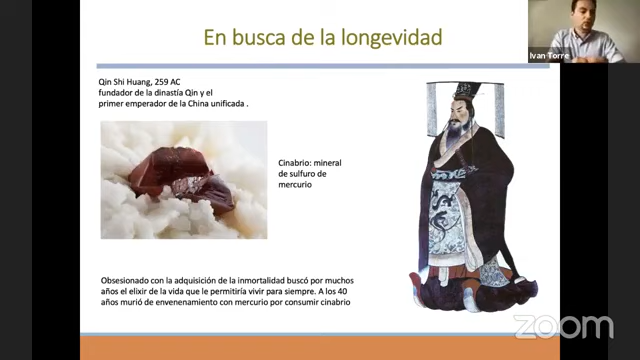 En busca de la longevidad
Ivan Torre
Qin Shi Huang, 259 AC
fundador de la dinastía Qin y el
primer emperador de la China unificada .
Cinabrio: mineral
de sulfuro de
mercurio
Obsesionado con la adquisición de la inmortalidad buscó por muchos
años el elixir de la vida que le permitiría vivir para siempre. A los 40
años murió de envenenamiento con mercurio por consumir cinabrio
zoom